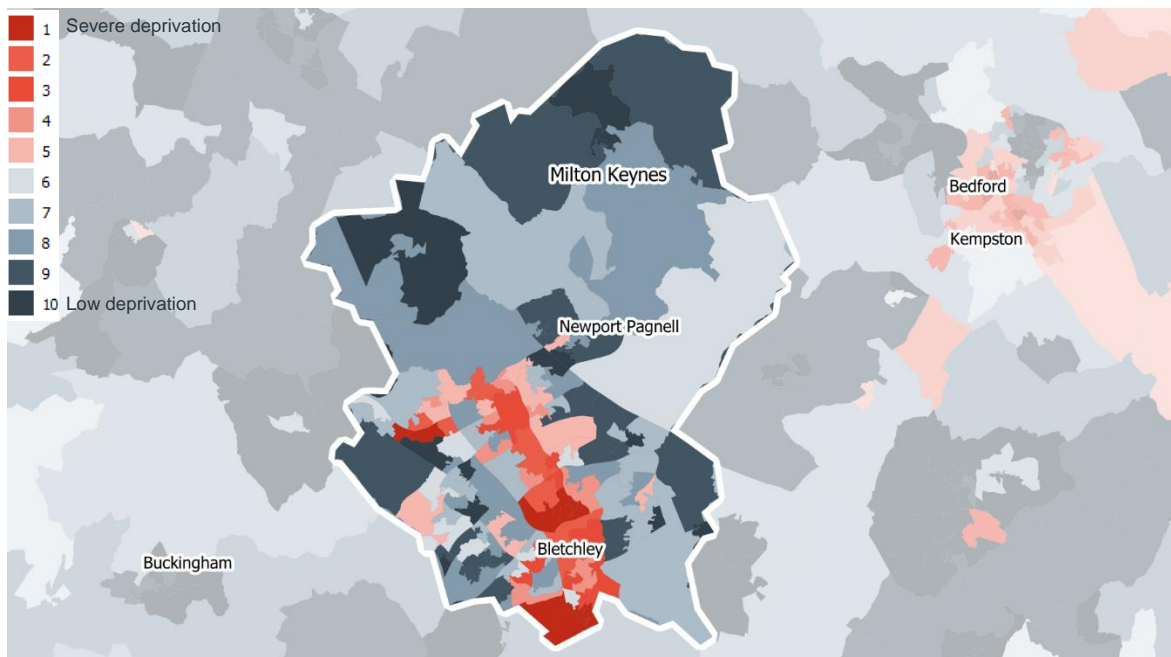 1 Severe deprivation
2
3
4
5
6
7
8
9
10 Low deprivation
Milton Keynes
Bedford
Kempston
Newport Pagnell
Bletchley
Buckingham